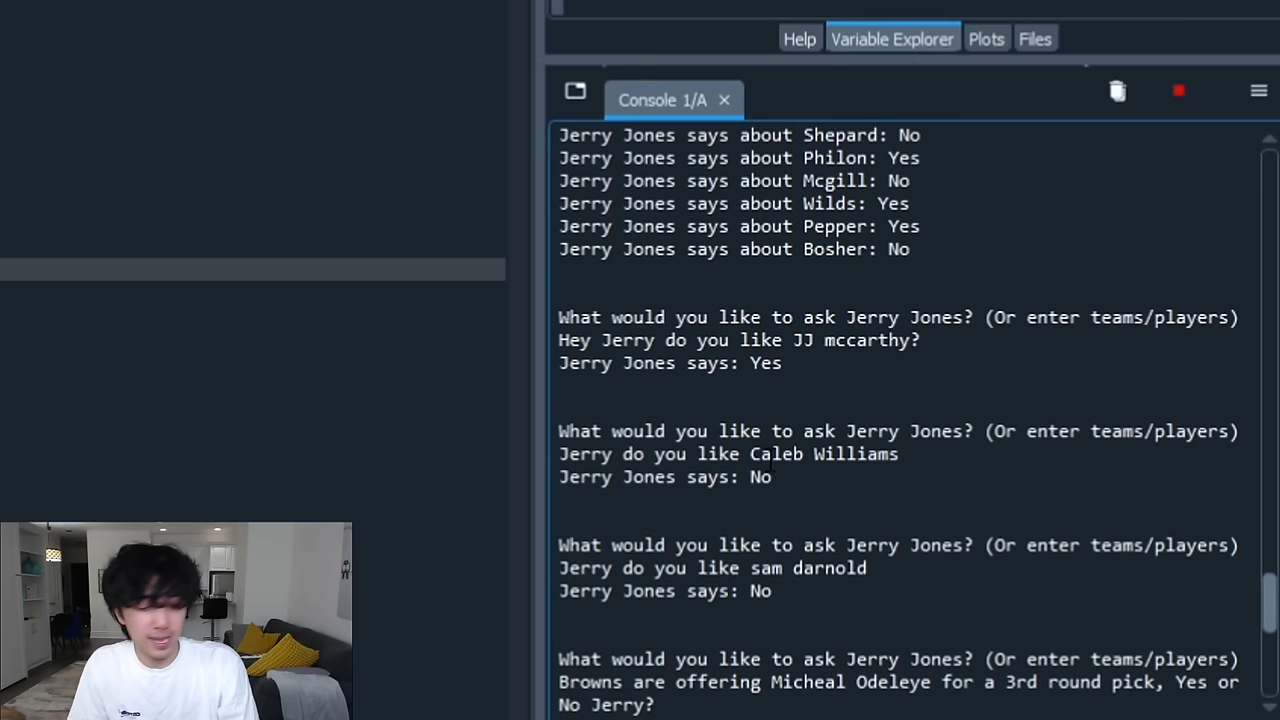 Help
Variable Explorer
Plots
Files
Console 1/A
Jerry Jones says about Shepard: No
Jerry Jones says about Philon: Yes
Jerry Jones says about Mcgill: No
Jerry Jones says about Wilds: Yes
Jerry Jones says about Pepper: Yes
Jerry Jones says about Bosher: No
What would you like to ask Jerry Jones? (Or enter teams/players)
Hey Jerry do you like JJ mccarthy?
Jerry Jones says: Yes
What would you like to ask Jerry Jones? (Or enter teams/players)
Jerry do you like Caleb Williams
Jerry Jones says: No
What would you like to ask Jerry Jones? (Or enter teams/players)
Jerry do you like sam darnold
Jerry Jones says: No
What would you like to ask Jerry Jones? (Or enter teams/players)
Browns are offering Micheal Odeleye for a 3rd round pick, Yes or
No Jerry?